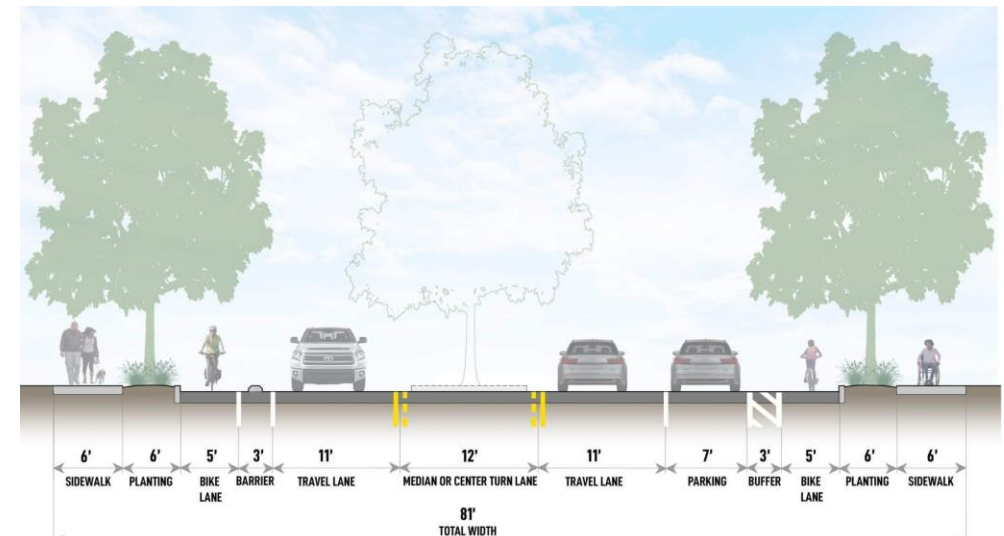 6' 6' 5' 3' 11' 12' 11' 7' 3' 5' 6' 6'
SIDEWALK PLANTING BIKE LANE BARRIER TRAVEL LANE MEDIAN OR CENTER TURN LANE TRAVEL LANE PARKING BUFFER BIKE LANE PLANTING SIDEWALK
81'
TOTAL WIDTH